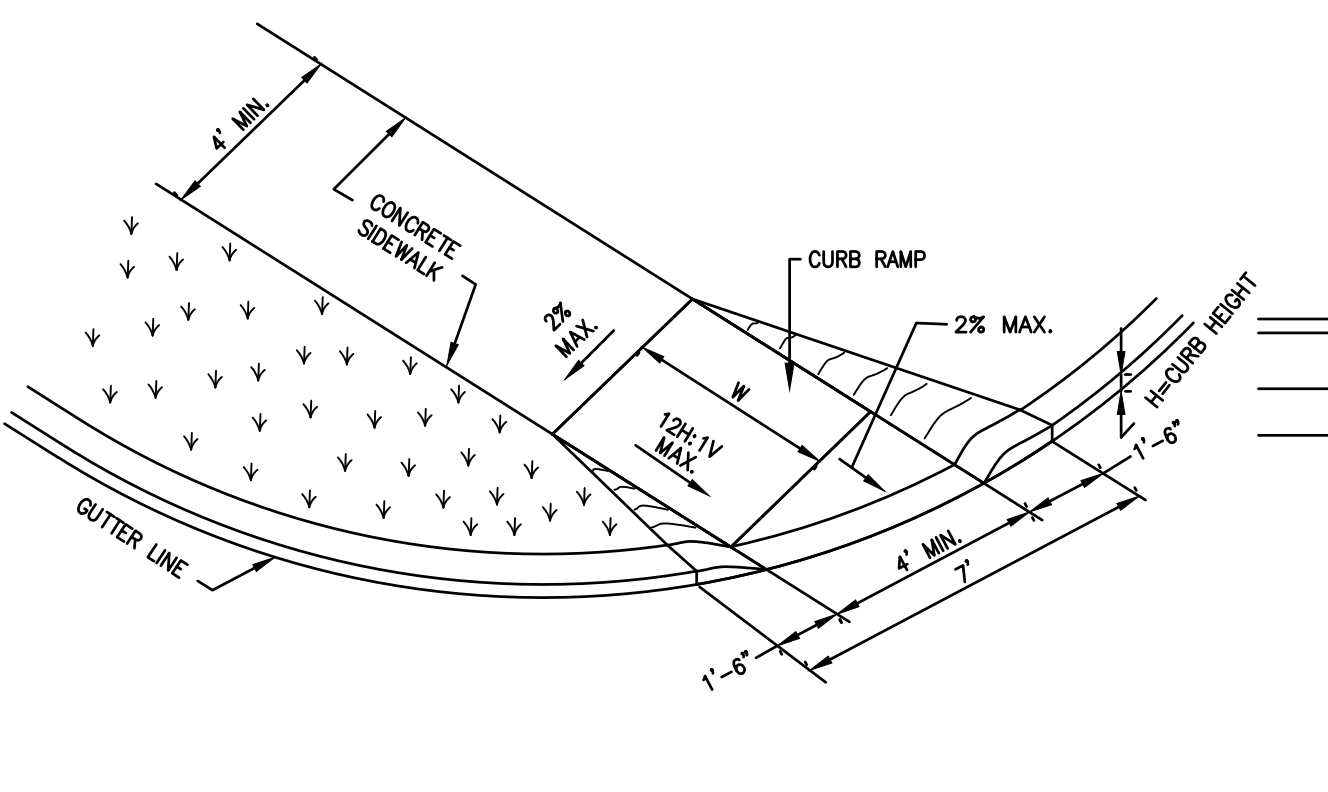 4' MIN.
CONCRETE
SIDEWALK
CURB RAMP
2%
MAX.
2% MAX.
H=CURB HEIGHT
W
12H:1V
MAX.
1'-6"
GUTTER LINE
4' MIN.
7'
1'-6"